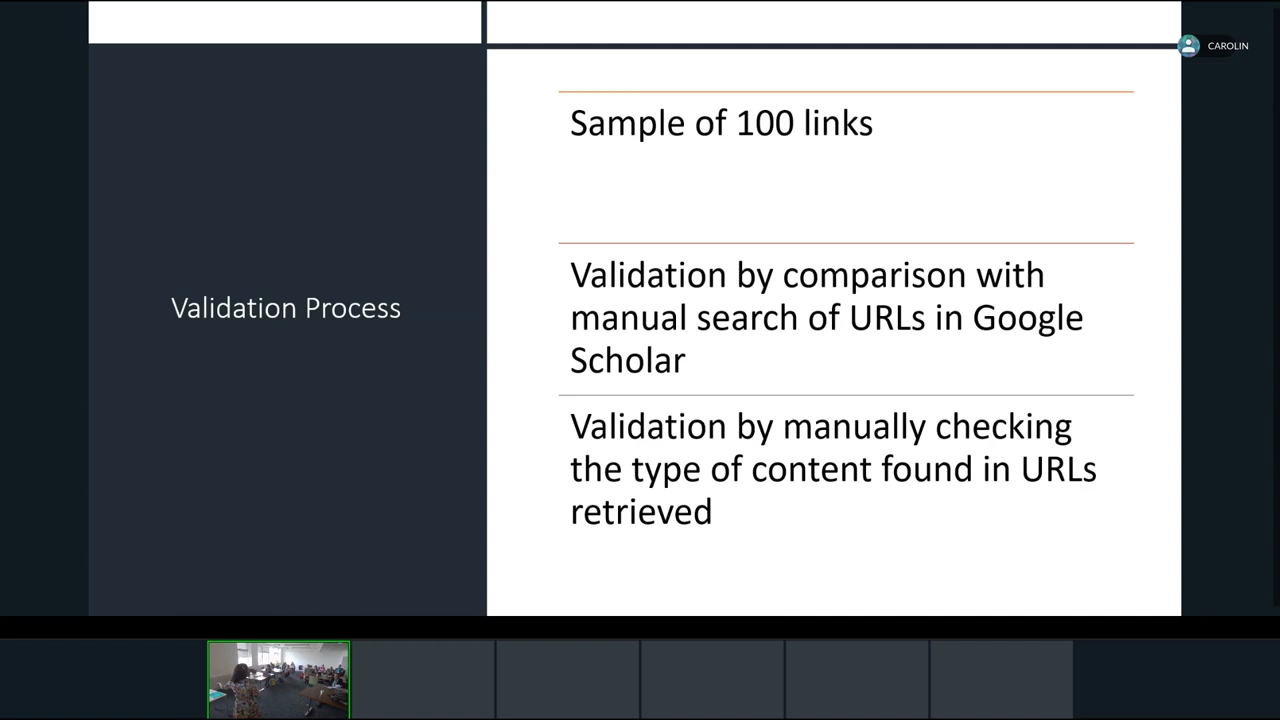 CAROLIN
Validation Process
Sample of 100 links
Validation by comparison with
manual search of URLs in Google
Scholar
Validation by manually checking
the type of content found in URLs
retrieved